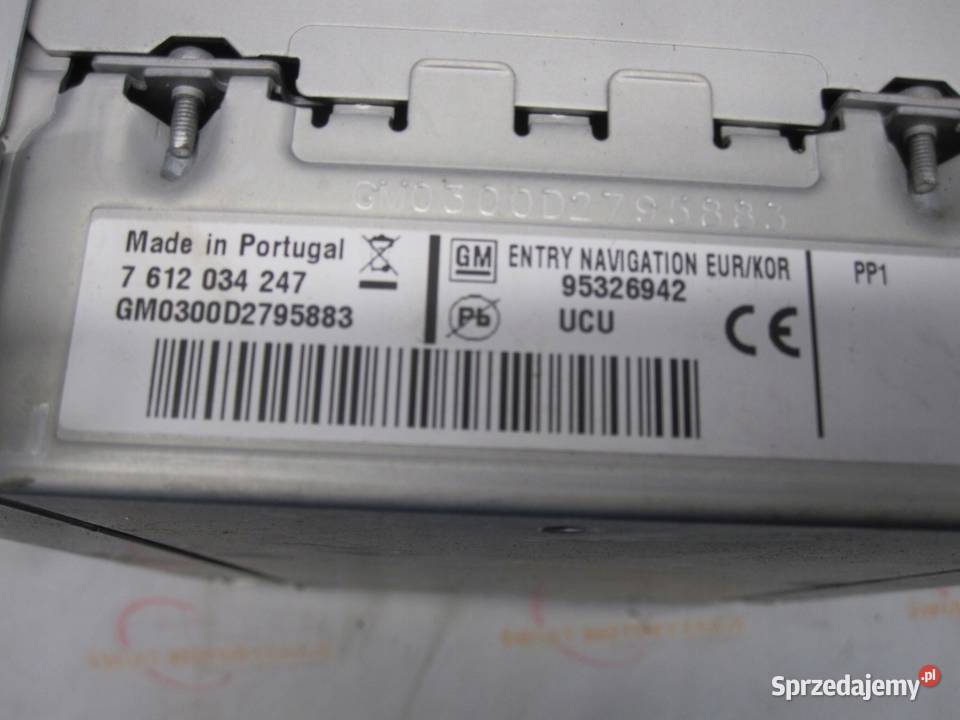 GM0300D2795883
Made in Portugal
7 612 034 247
GM0300D2795883
GM ENTRY NAVIGATION EUR/KOR
95326942
Pb UCU
CE
PP1
Sprzedajemy.pl